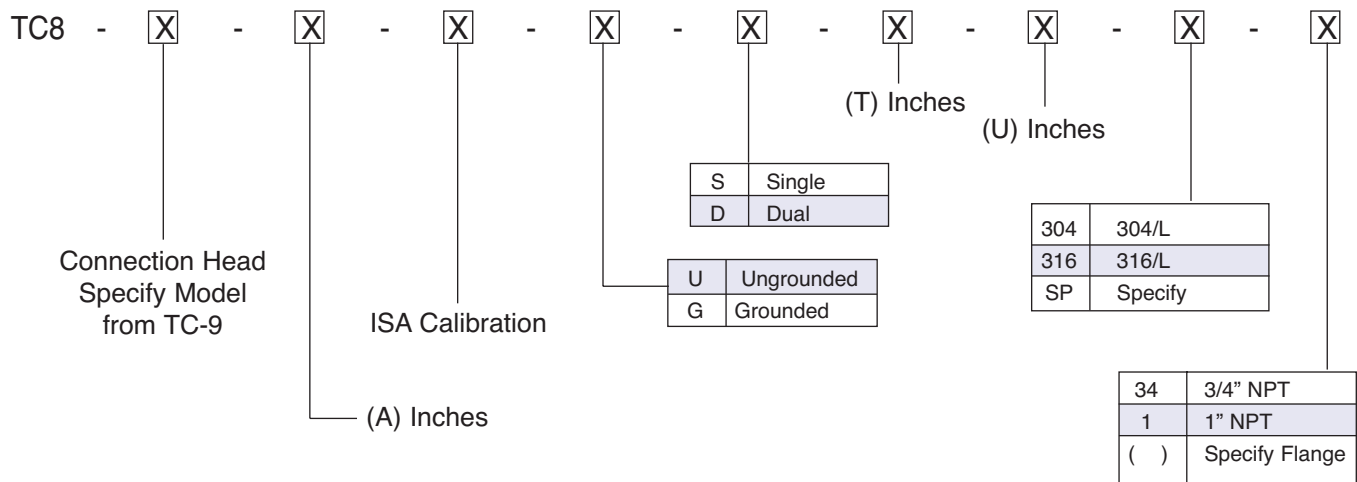 TC8 - X - X - X - X - X - X - X - X - X
(T) Inches
(U) Inches
S Single
D Dual
304 304/L
316 316/L
SP Specify
Connection Head
Specify Model
from TC-9
U Ungrounded
G Grounded
ISA Calibration
34 3/4” NPT
1 1” NPT
( ) Specify Flange
(A) Inches